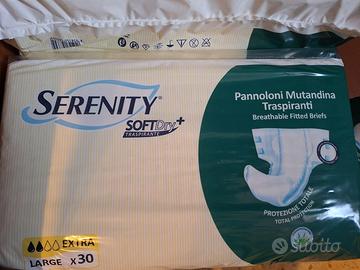 SERENITY
SOFTDry+
TRASPIRANTE
Pannoloni Mutandina
Traspiranti
Breathable Fitted Briefs
PROTEZIONE TOTALE
TOTAL PROTECTION
EXTRA
LARGE x30
subito